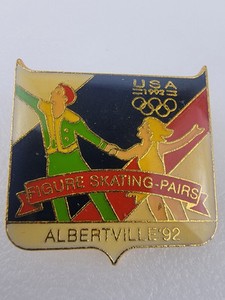 USA
1992
FIGURE SKATING-PAIRS
ALBERTVILLE '92